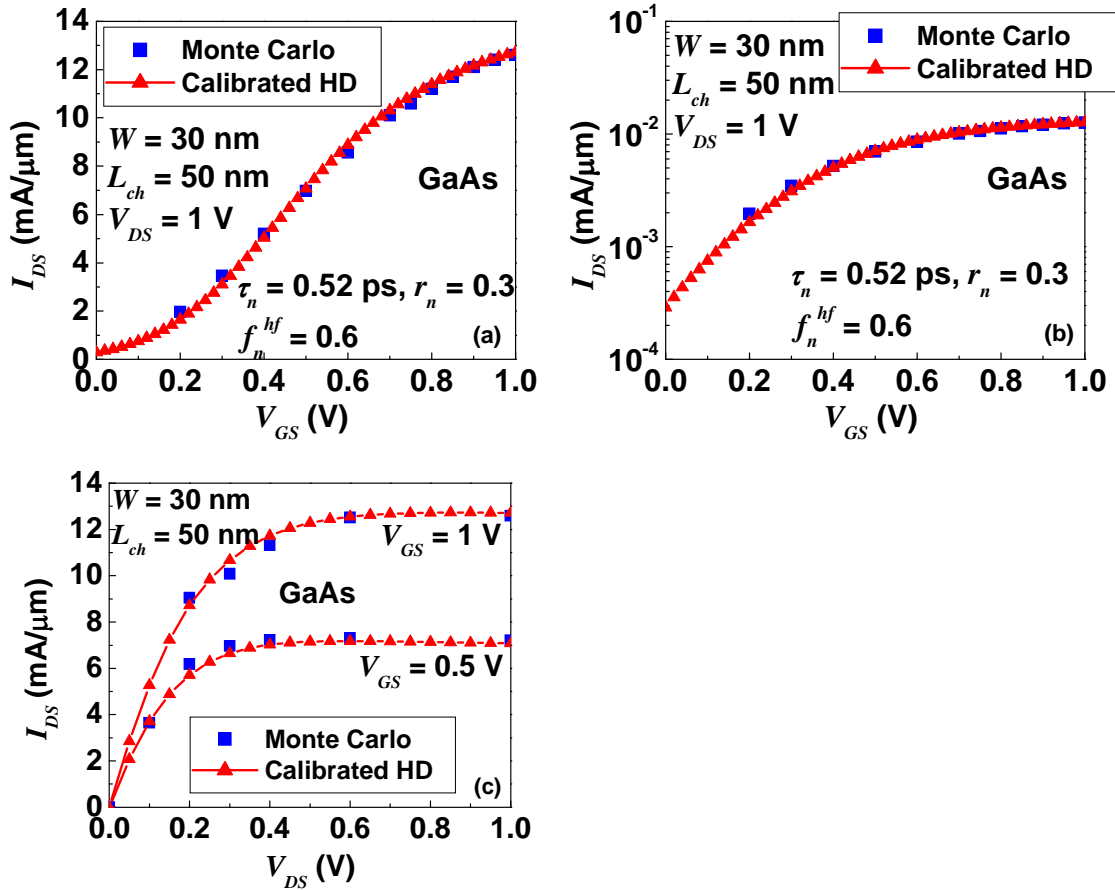 14
12
10
8
6
4
2
0
I_DS (mA/μm)
Monte Carlo
Calibrated HD
W = 30 nm
L_ch = 50 nm
V_DS = 1 V
GaAs
τ_n = 0.52 ps, r_n = 0.3
f_n^hf = 0.6
(a)
0.0 0.2 0.4 0.6 0.8 1.0
V_GS (V)
10^-1
10^-2
10^-3
10^-4
I_DS (mA/μm)
W = 30 nm
L_ch = 50 nm
V_DS = 1 V
Monte Carlo
Calibrated HD
GaAs
τ_n = 0.52 ps, r_n = 0.3
f_n^hf = 0.6
(b)
0.0 0.2 0.4 0.6 0.8 1.0
V_GS (V)
14
12
10
8
6
4
2
0
I_DS (mA/μm)
W = 30 nm
L_ch = 50 nm
V_GS = 1 V
GaAs
V_GS = 0.5 V
Monte Carlo
Calibrated HD
(c)
0.0 0.2 0.4 0.6 0.8 1.0
V_DS (V)